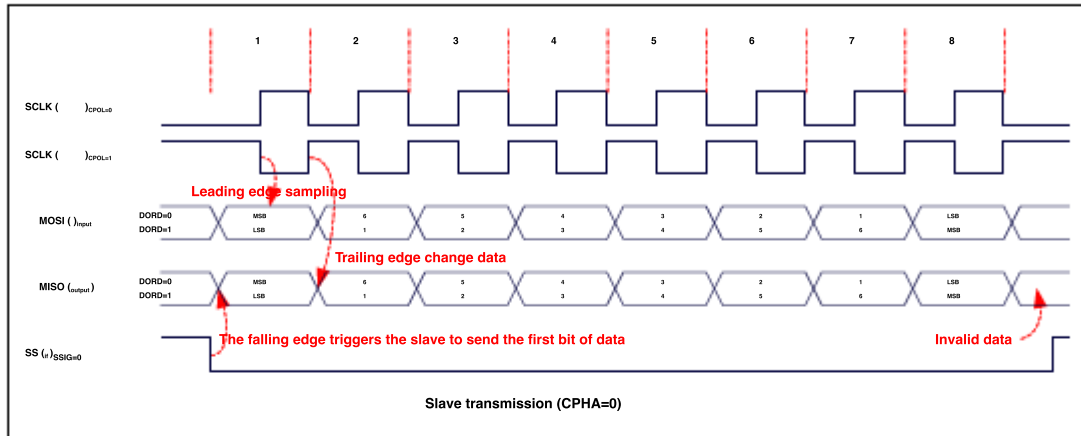 1 2 3 4 5 6 7 8
SCLK ( )CPOL=0
SCLK ( )CPOL=1
Leading edge sampling
MOSI ( )input
DORD=0 MSB 6 5 4 3 2 1 LSB
DORD=1 LSB 1 2 3 4 5 6 MSB
Trailing edge change data
MISO (output)
DORD=0 MSB 6 5 4 3 2 1 LSB
DORD=1 LSB 1 2 3 4 5 6 MSB
The falling edge triggers the slave to send the first bit of data
Invalid data
SS (if)SSIG=0
Slave transmission (CPHA=0)